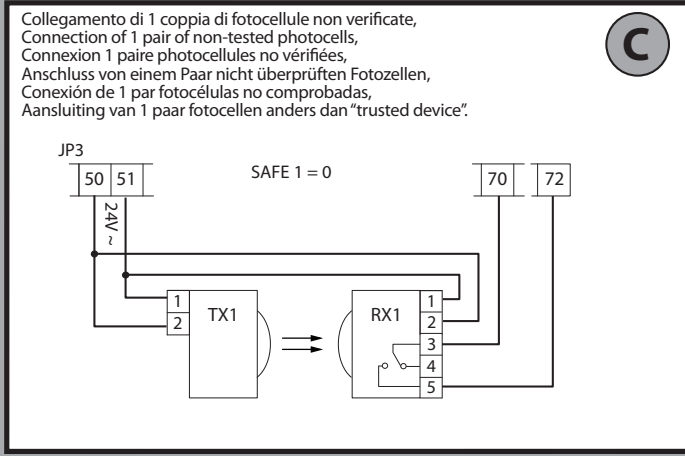 Collegamento di 1 coppia di fotocellule non verificate,
Connection of 1 pair of non-tested photocells,
Connexion 1 paire photocellules no vérifiées,
Anschluss von einem Paar nicht überprüften Fotozellen,
Conexión de 1 par fotocélulas no comprobadas,
Aansluiting van 1 paar fotocellen anders dan “trusted device”.
C
JP3
50 51
SAFE 1 = 0
70 72
24V ~
1
2
TX1
RX1
1
2
3
4
5